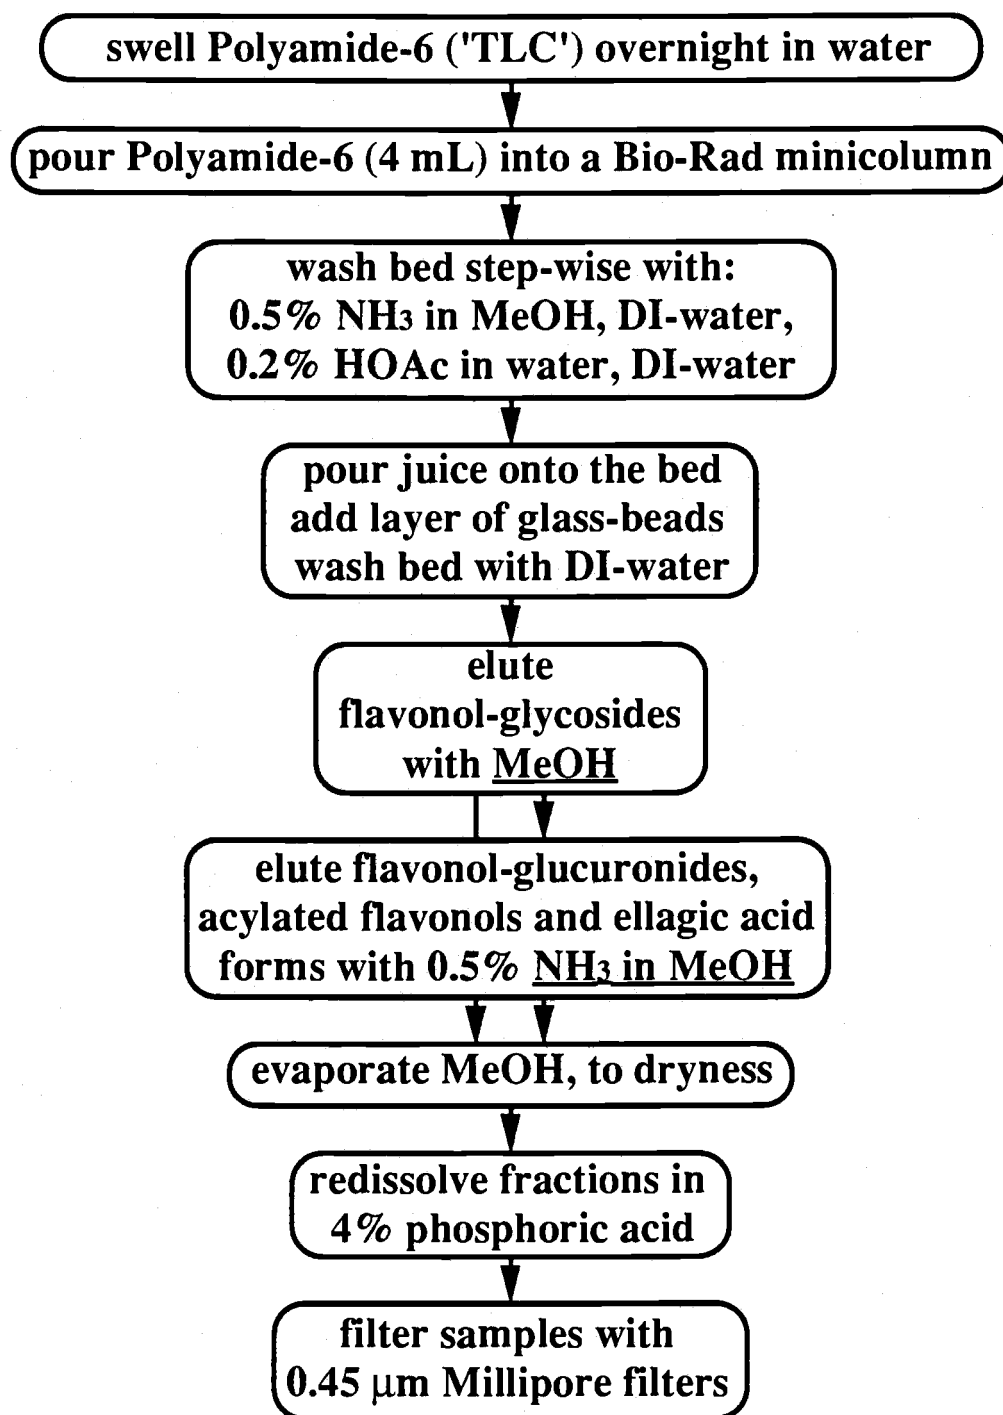 swell Polyamide-6 ('TLC') overnight in water
pour Polyamide-6 (4 mL) into a Bio-Rad minicolumn
wash bed step-wise with:
0.5% NH3 in MeOH, DI-water,
0.2% HOAc in water, DI-water
pour juice onto the bed
add layer of glass-beads
wash bed with DI-water
elute
flavonol-glycosides
with MeOH
elute flavonol-glucuronides,
acylated flavonols and ellagic acid
forms with 0.5% NH3 in MeOH
evaporate MeOH, to dryness
redissolve fractions in
4% phosphoric acid
filter samples with
0.45 μm Millipore filters